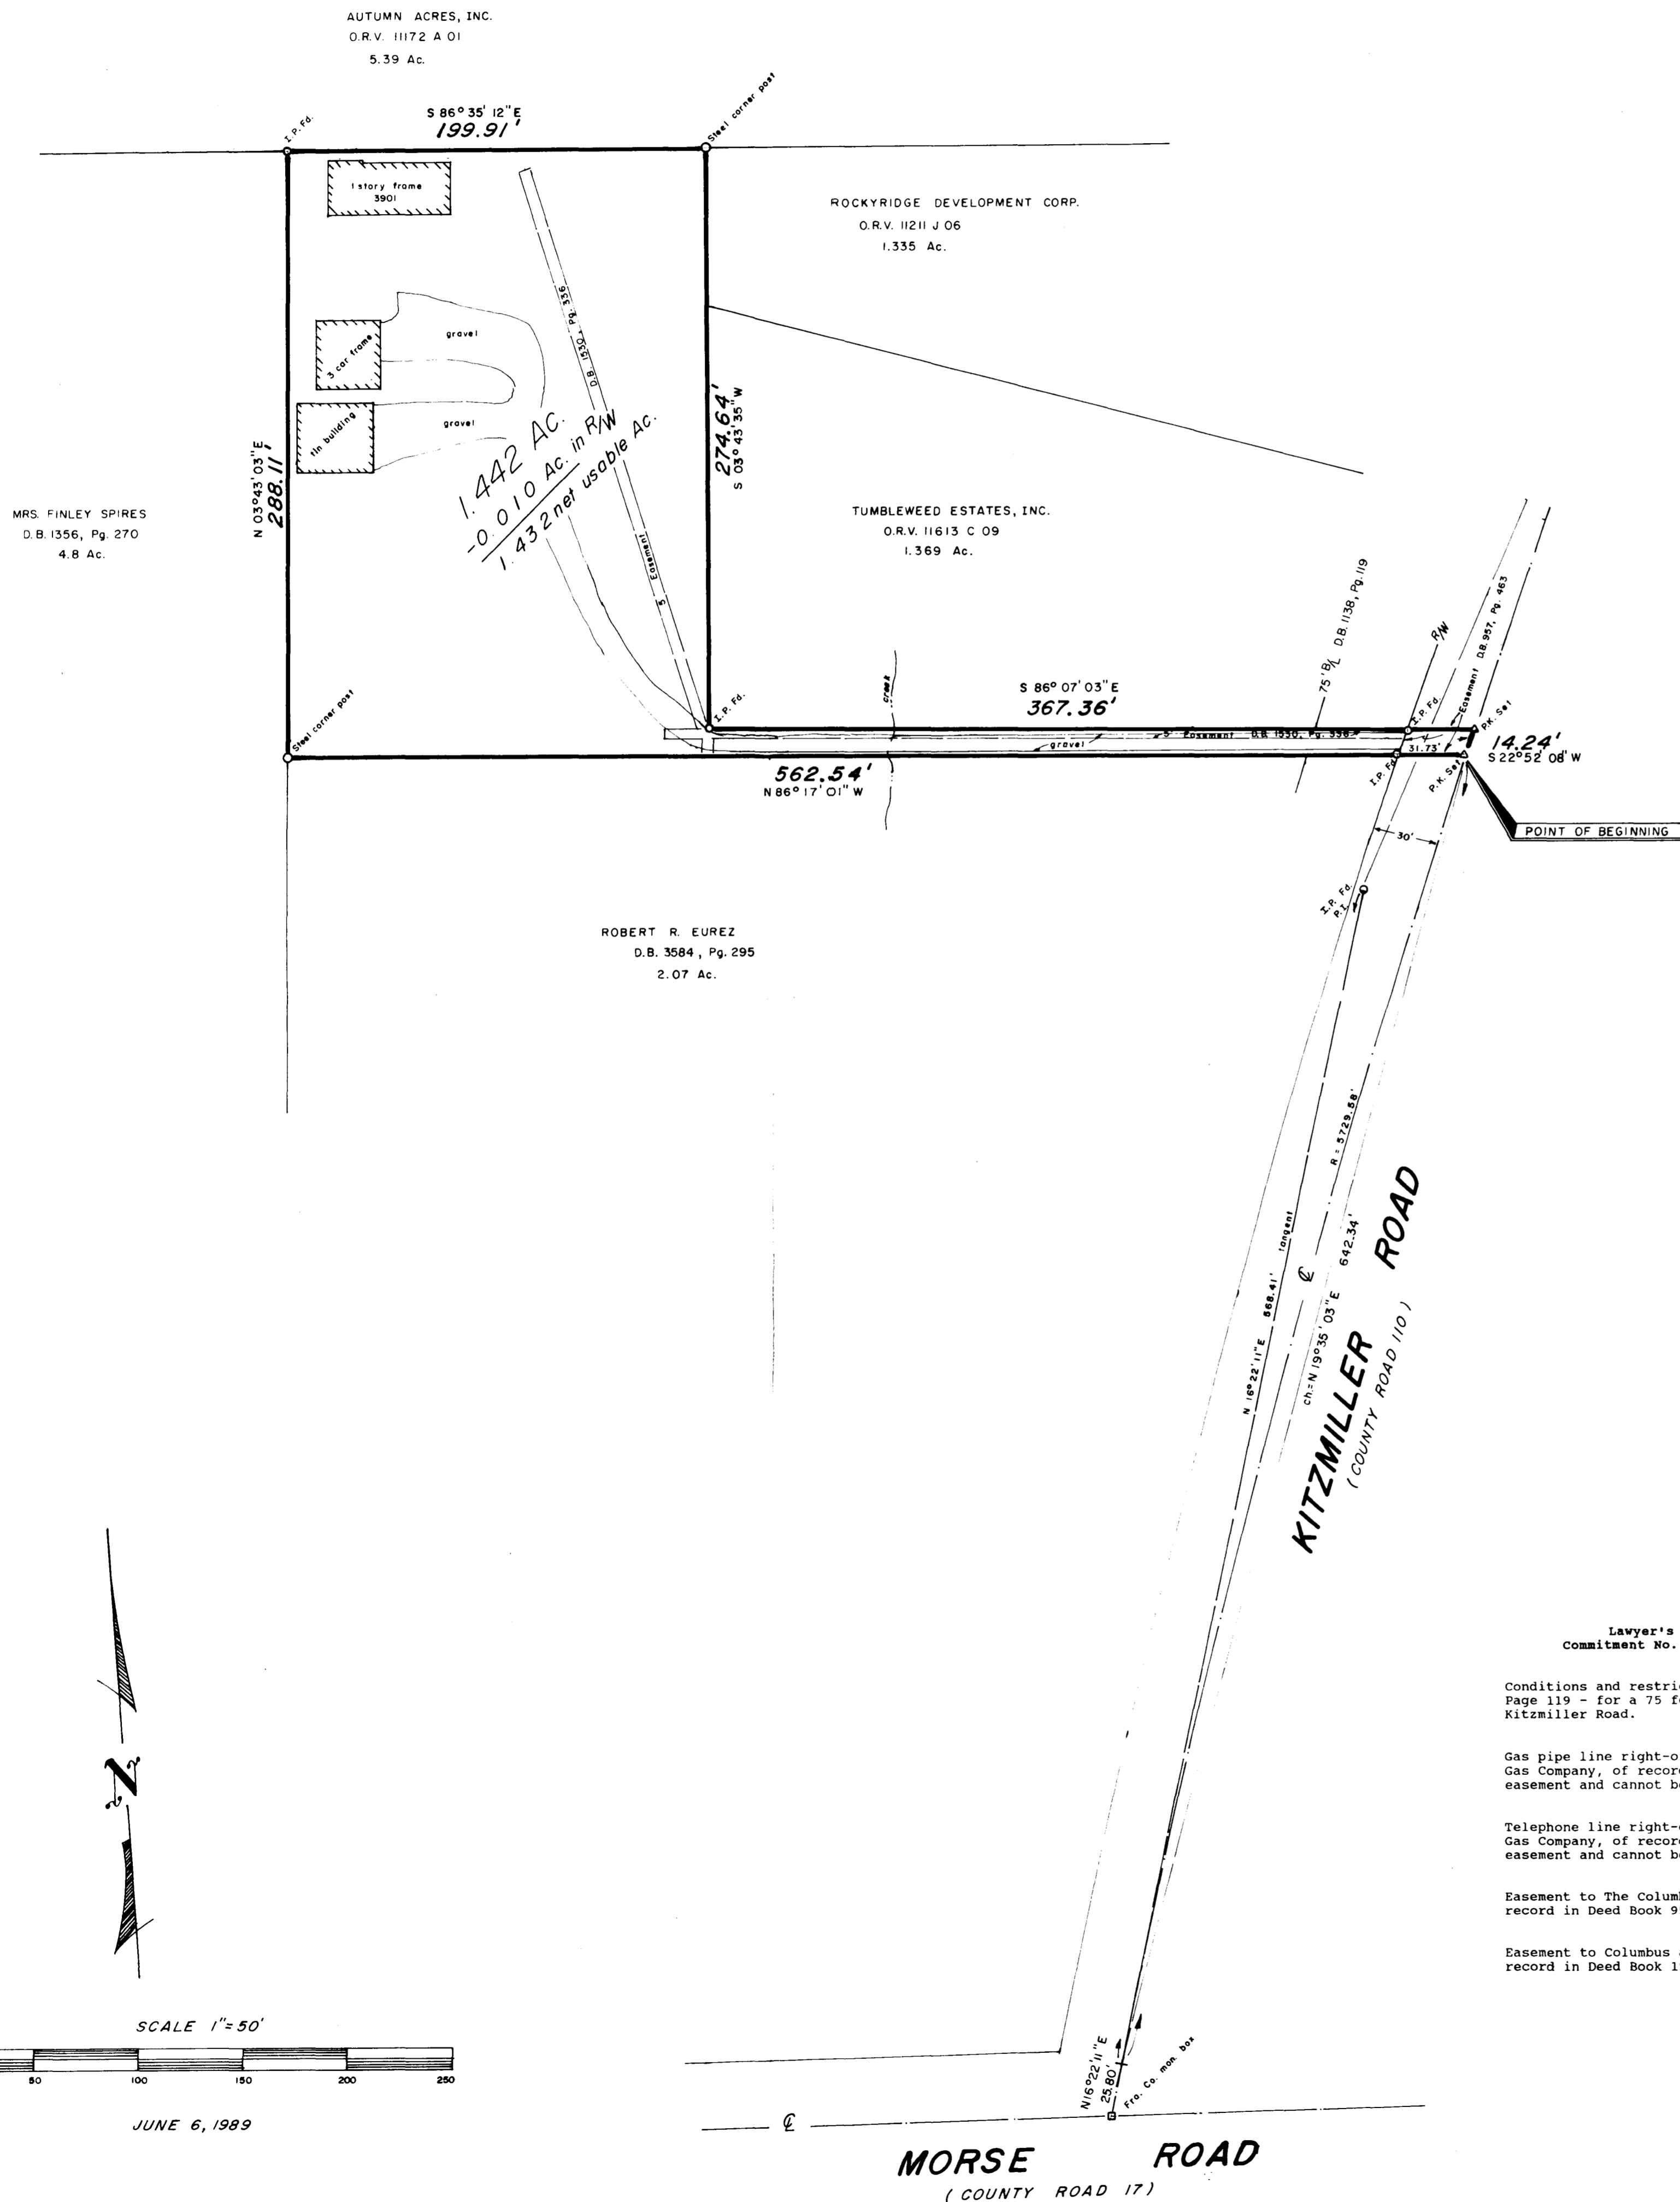 AUTUMN ACRES, INC.
O.R.V. 11172 A 01
5.39 Ac.
S 86° 35' 12" E
199.91'
I.P. Fd.
Steel corner post
1 story frame
3901
ROCKYRIDGE DEVELOPMENT CORP.
O.R.V. 11211 J 06
1.335 Ac.
3 car frame
gravel
tin building
gravel
5' Easement D.B. 1530, Pg. 336
1.442 AC.
-0.010 Ac. in R/W
1.432 net usable Ac.
N 03° 43' 03" E
288.11'
274.64'
S 03° 43' 35" W
MRS. FINLEY SPIRES
D.B. 1356, Pg. 270
4.8 Ac.
TUMBLEWEED ESTATES, INC.
O.R.V. 11613 C 09
1.369 Ac.
75' B/L D.B. 1138, Pg. 119
R/W
Easement D.B. 957, Pg. 463
Steel corner post
I.P. Fd.
creek
S 86° 07' 03" E
367.36'
I.P. Fd.
P.K. Set
5' Easement D.B. 1530, Pg. 336
gravel
31.73'
14.24'
S 22° 52' 08" W
562.54'
N 86° 17' 01" W
I.P. Fd.
P.K. Set
POINT OF BEGINNING
30'
I.P. Fd.
P.I.
ROBERT R. EUREZ
D.B. 3584, Pg. 295
2.07 Ac.
N 16° 22' 11" E 568.41' tangent
R = 5729.58'
℄
ch.= N 19° 35' 03" E 642.34'
KITZMILLER ROAD
(COUNTY ROAD 110)
Lawyer's
Commitment No.
Conditions and restri
Page 119 - for a 75 f
Kitzmiller Road.
Gas pipe line right-o
Gas Company, of recor
easement and cannot b
Telephone line right-
Gas Company, of recor
easement and cannot b
Easement to The Colum
record in Deed Book 9
Easement to Columbus
record in Deed Book 1
N
SCALE 1"=50'
50 100 150 200 250
JUNE 6, 1989
N16° 22' 11" E
25.80'
Fra. Co. mon. box
℄
MORSE ROAD
(COUNTY ROAD 17)